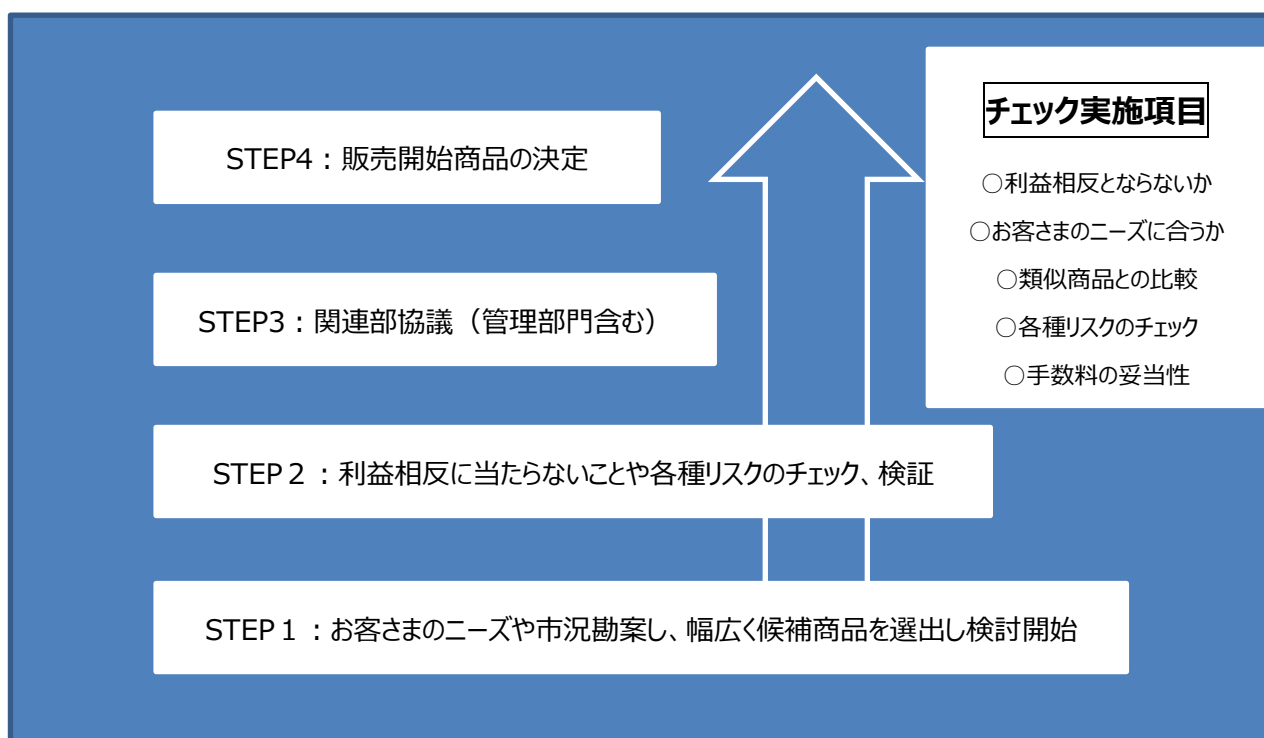 チェック実施項目
○利益相反とならないか
○お客さまのニーズに合うか
○類似商品との比較
○各種リスクのチェック
○手数料の妥当性
STEP4：販売開始商品の決定
STEP3：関連部協議（管理部門含む）
STEP２：利益相反に当たらないことや各種リスクのチェック、検証
STEP１：お客さまのニーズや市況勘案し、幅広く候補商品を選出し検討開始